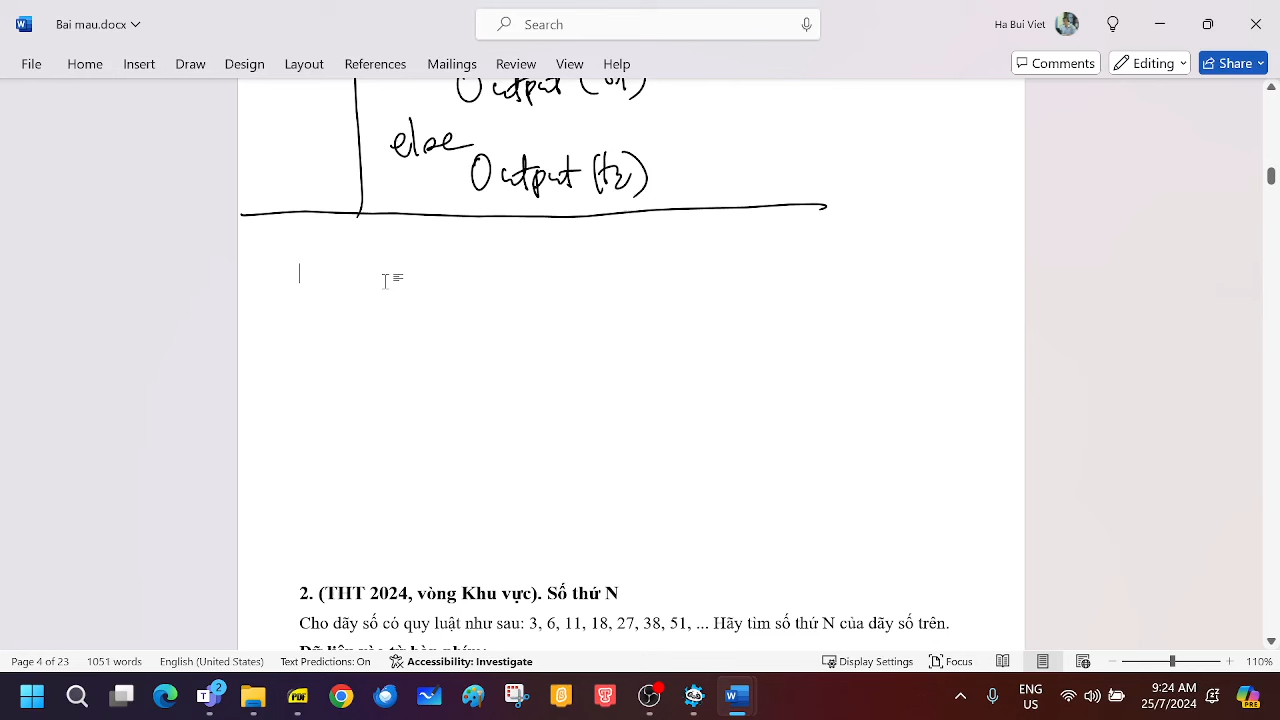 Bai mau.docx
Search
Ha Bui Viet
File Home Insert Draw Design Layout References Mailings Review View Help
Comments Editing Share
Output
else
Output (t2)
2. (THT 2024, vòng Khu vực). Số thứ N
Cho dãy số có quy luật như sau: 3, 6, 11, 18, 27, 38, 51, ... Hãy tìm số thứ N của dãy số trên.
Page 4 of 23 1051 words English (United States) Text Predictions: On Accessibility: Investigate Display Settings Focus 110%
2
PDF
ENG
US
9:24 AM
25/7/2024
PRE